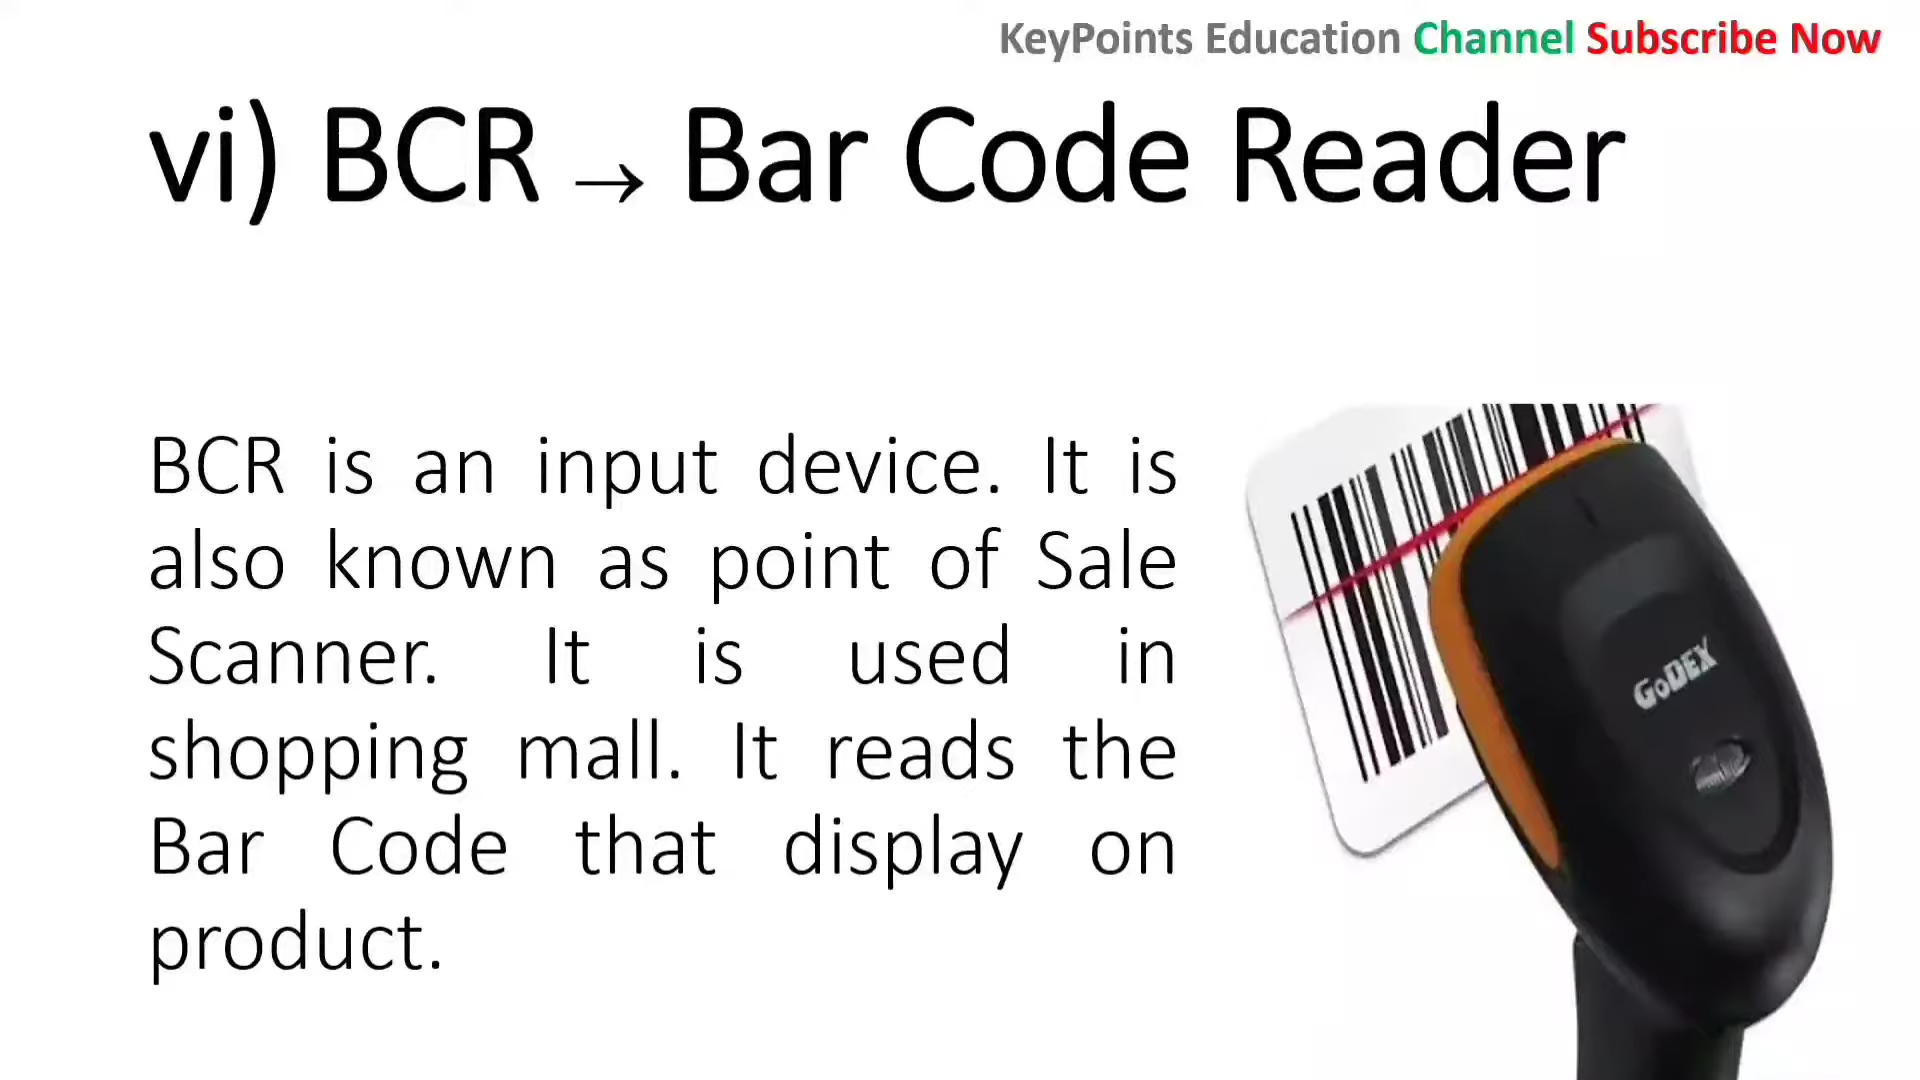 KeyPoints Education Channel Subscribe Now
vi) BCR → Bar Code Reader
BCR is an input device. It is
also known as point of Sale
Scanner. It is used in
shopping mall. It reads the
Bar Code that display on
product.
GoDEX